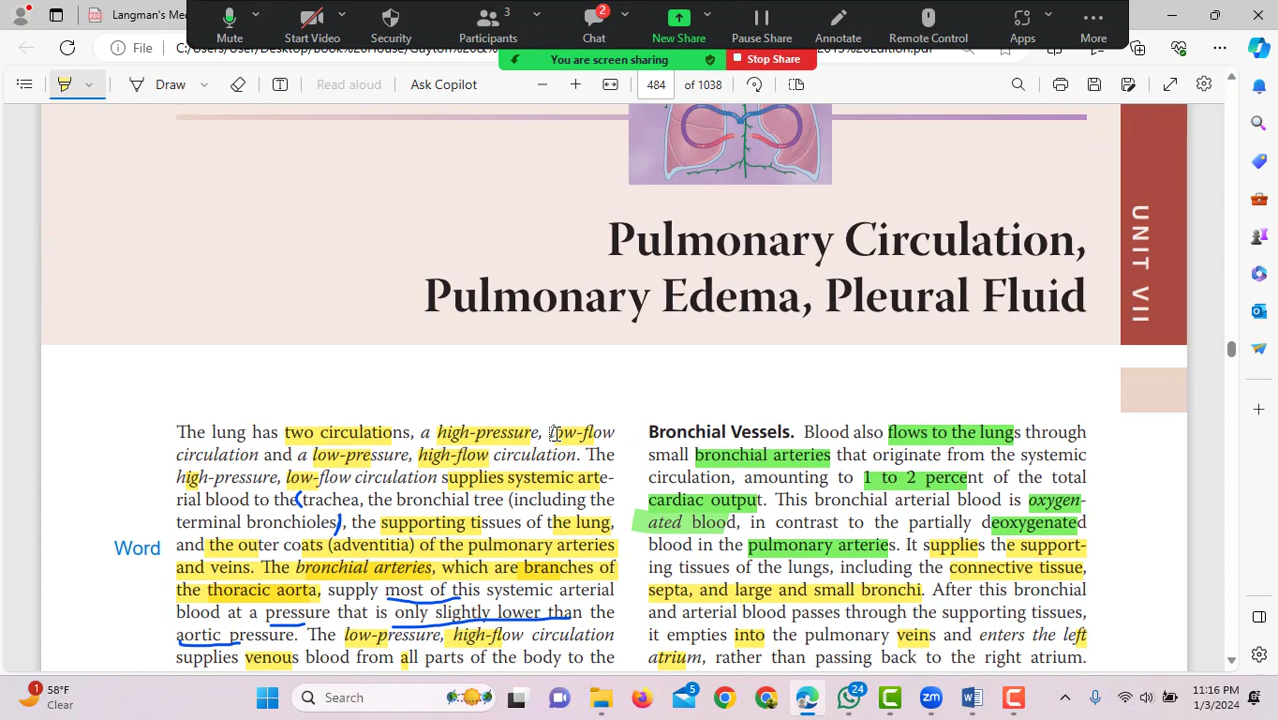 Langman's Me
3
2
Mute
Start Video
Security
Participants
Chat
New Share
Pause Share
Annotate
Remote Control
Apps
More
File
You are screen sharing
Stop Share
Draw
Read aloud
Ask Copilot
484 of 1038
UNIT VII
Pulmonary Circulation,
Pulmonary Edema, Pleural Fluid
The lung has two circulations, a high-pressure, low-flow
circulation and a low-pressure, high-flow circulation. The
high-pressure, low-flow circulation supplies systemic arte-
rial blood to the trachea, the bronchial tree (including the
terminal bronchioles), the supporting tissues of the lung,
and the outer coats (adventitia) of the pulmonary arteries
and veins. The bronchial arteries, which are branches of
the thoracic aorta, supply most of this systemic arterial
blood at a pressure that is only slightly lower than the
aortic pressure. The low-pressure, high-flow circulation
supplies venous blood from all parts of the body to the
Word
Bronchial Vessels. Blood also flows to the lungs through
small bronchial arteries that originate from the systemic
circulation, amounting to 1 to 2 percent of the total
cardiac output. This bronchial arterial blood is oxygen-
ated blood, in contrast to the partially deoxygenated
blood in the pulmonary arteries. It supplies the support-
ing tissues of the lungs, including the connective tissue,
septa, and large and small bronchi. After this bronchial
and arterial blood passes through the supporting tissues,
it empties into the pulmonary veins and enters the left
atrium, rather than passing back to the right atrium.
1
58°F
Clear
Search
5
24
11:16 PM
1/3/2024